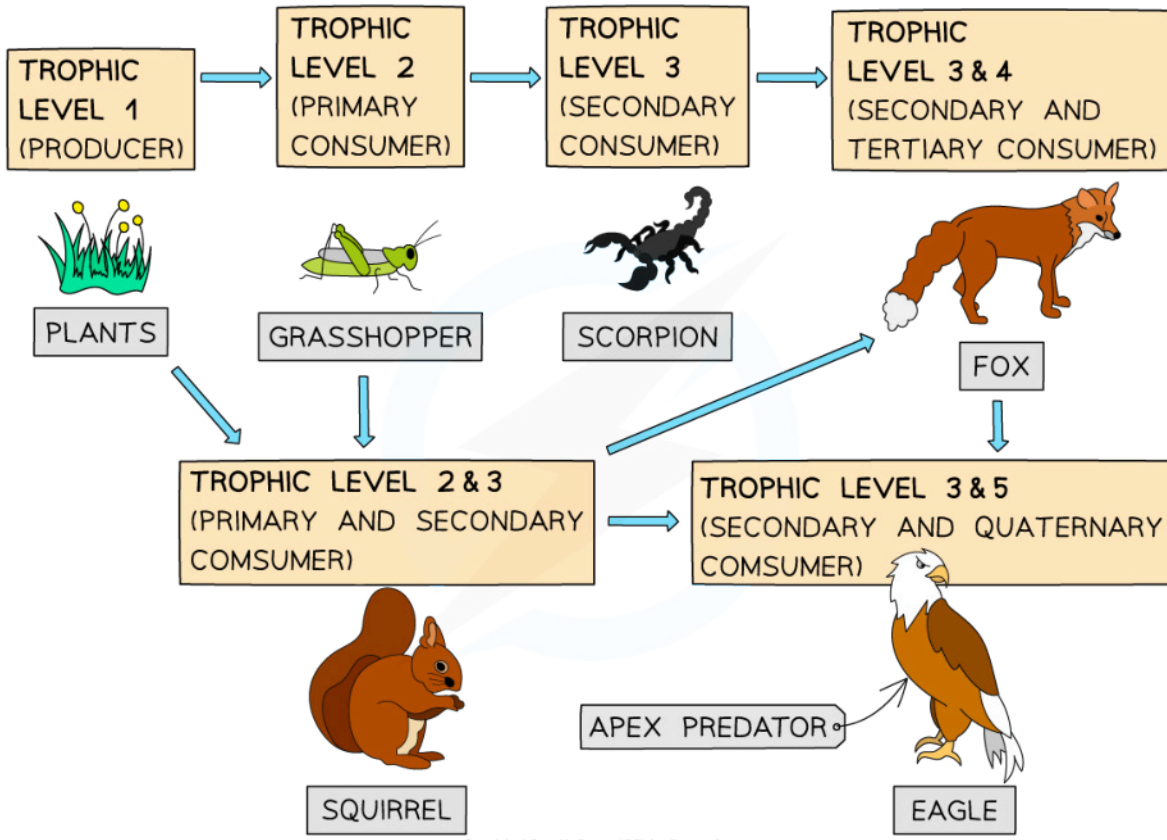 TROPHIC
LEVEL 1
(PRODUCER)
TROPHIC
LEVEL 2
(PRIMARY
CONSUMER)
TROPHIC
LEVEL 3
(SECONDARY
CONSUMER)
TROPHIC
LEVEL 3 & 4
(SECONDARY AND
TERTIARY CONSUMER)
PLANTS
GRASSHOPPER
SCORPION
FOX
TROPHIC LEVEL 2 & 3
(PRIMARY AND SECONDARY
COMSUMER)
TROPHIC LEVEL 3 & 5
(SECONDARY AND QUATERNARY
COMSUMER)
APEX PREDATOR
SQUIRREL
EAGLE